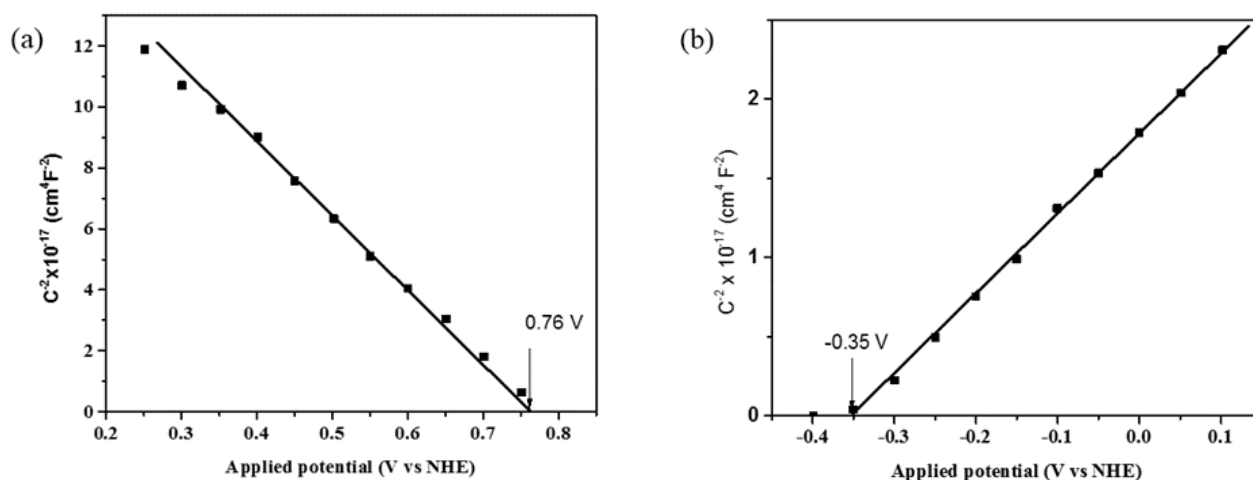 (a)
C⁻²x10⁻¹⁷ (cm⁴F⁻²)
12
10
8
6
4
2
0
0.76 V
0.2 0.3 0.4 0.5 0.6 0.7 0.8
Applied potential (V vs NHE)
(b)
C⁻² x 10⁻¹⁷ (cm⁴ F⁻²)
2
1
0
-0.35 V
-0.4 -0.3 -0.2 -0.1 0.0 0.1
Applied potential (V vs NHE)